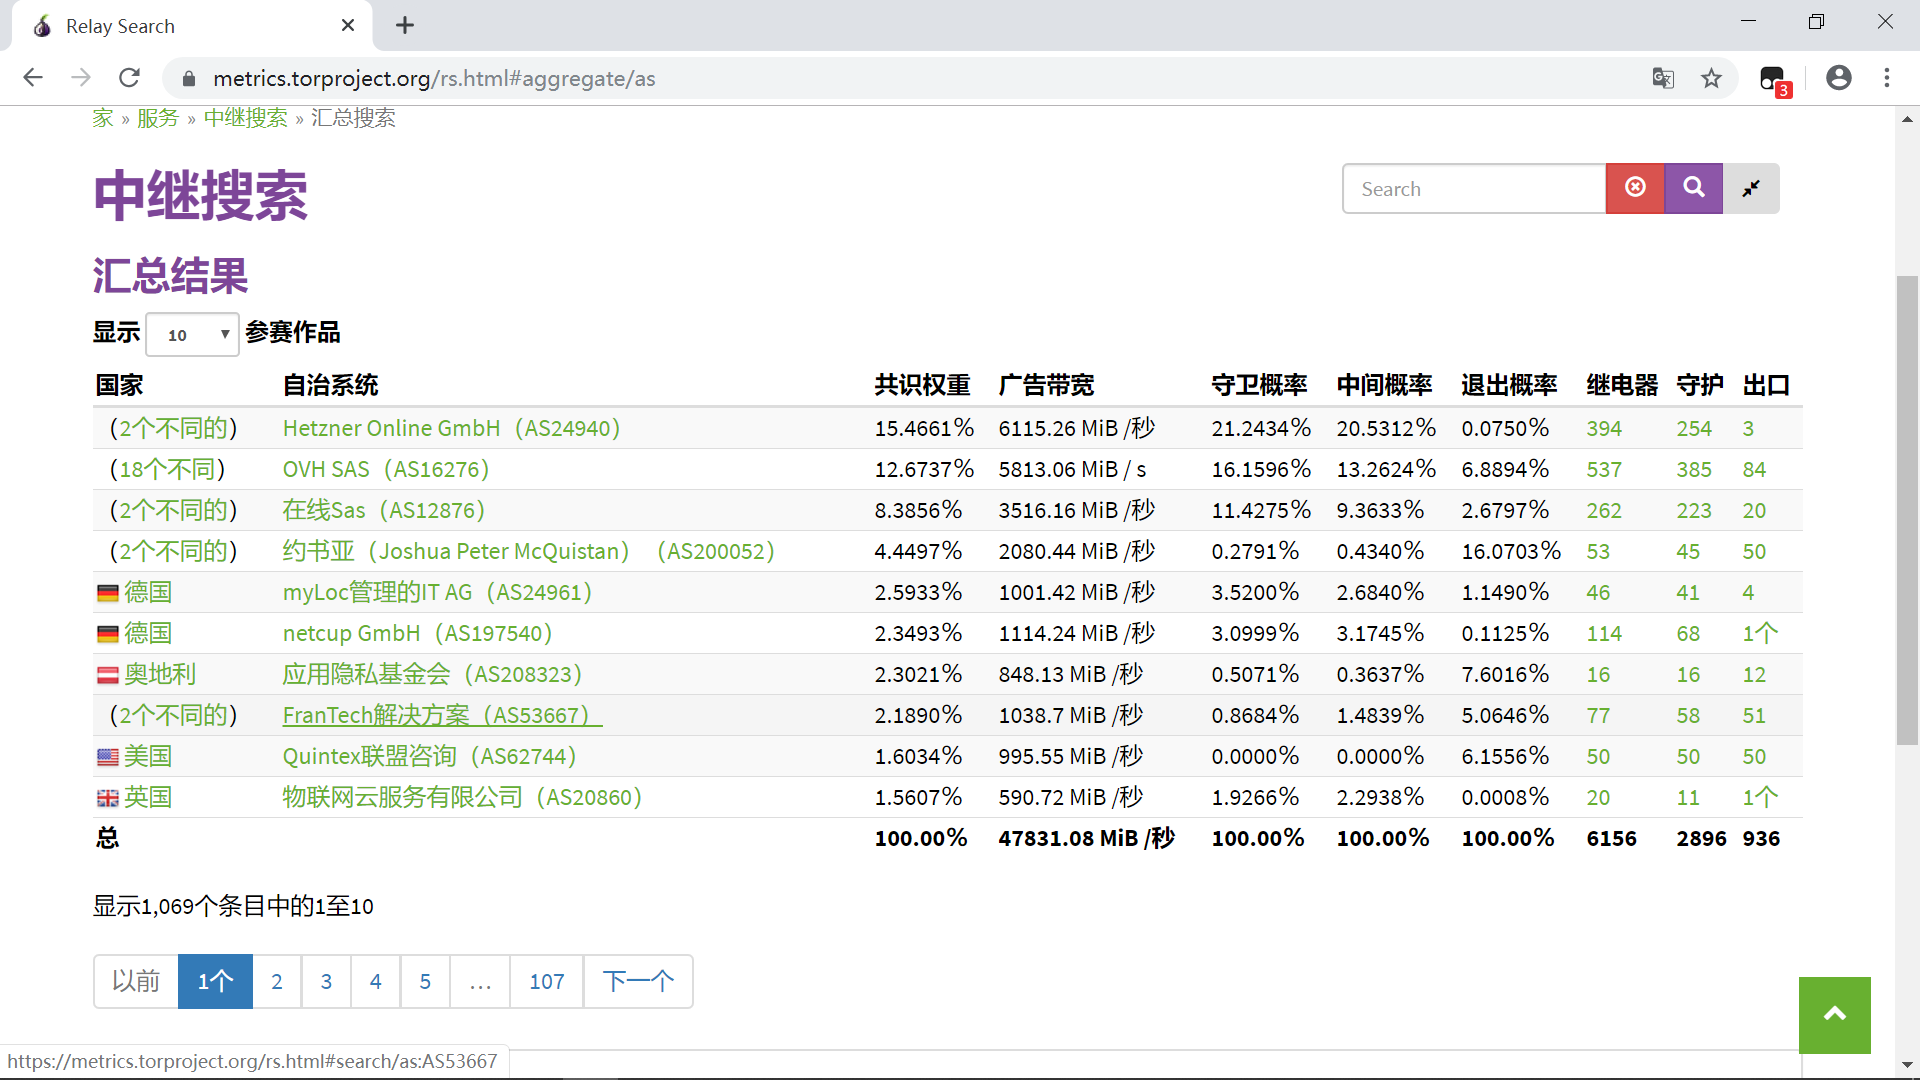 Relay Search
metrics.torproject.org/rs.html#aggregate/as
3
家 » 服务 » 中继搜索 » 汇总搜索
中继搜索
Search
汇总结果
显示 10 参赛作品
国家 自治系统 共识权重 广告带宽 守卫概率 中间概率 退出概率 继电器 守护 出口
（2个不同的） Hetzner Online GmbH（AS24940） 15.4661％ 6115.26 MiB /秒 21.2434％ 20.5312％ 0.0750％ 394 254 3
（18个不同） OVH SAS（AS16276） 12.6737％ 5813.06 MiB / s 16.1596％ 13.2624％ 6.8894％ 537 385 84
（2个不同的） 在线Sas（AS12876） 8.3856％ 3516.16 MiB /秒 11.4275％ 9.3633％ 2.6797％ 262 223 20
（2个不同的） 约书亚（Joshua Peter McQuistan）（AS200052） 4.4497％ 2080.44 MiB /秒 0.2791％ 0.4340％ 16.0703％ 53 45 50
德国 myLoc管理的IT AG（AS24961） 2.5933％ 1001.42 MiB /秒 3.5200％ 2.6840％ 1.1490％ 46 41 4
德国 netcup GmbH（AS197540） 2.3493％ 1114.24 MiB /秒 3.0999％ 3.1745％ 0.1125％ 114 68 1个
奥地利 应用隐私基金会（AS208323） 2.3021％ 848.13 MiB /秒 0.5071％ 0.3637％ 7.6016％ 16 16 12
（2个不同的） FranTech解决方案（AS53667） 2.1890％ 1038.7 MiB /秒 0.8684％ 1.4839％ 5.0646％ 77 58 51
美国 Quintex联盟咨询（AS62744） 1.6034％ 995.55 MiB /秒 0.0000％ 0.0000％ 6.1556％ 50 50 50
英国 物联网云服务有限公司（AS20860） 1.5607％ 590.72 MiB /秒 1.9266％ 2.2938％ 0.0008％ 20 11 1个
总 100.00％ 47831.08 MiB /秒 100.00％ 100.00％ 100.00％ 6156 2896 936
显示1,069个条目中的1至10
以前 1个 2 3 4 5 … 107 下一个
https://metrics.torproject.org/rs.html#search/as:AS53667